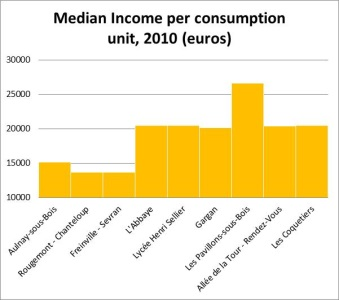 Median Income per consumption
unit, 2010 (euros)
30000
25000
20000
15000
10000
Aulnay-sous-Bois
Rougemont - Chanteloup
Freinville - Sevran
L'Abbaye
Lycée Henri Sellier
Gargan
Les Pavillons-sous-Bois
Allée de la Tour - Rendez-Vous
Les Coquetiers